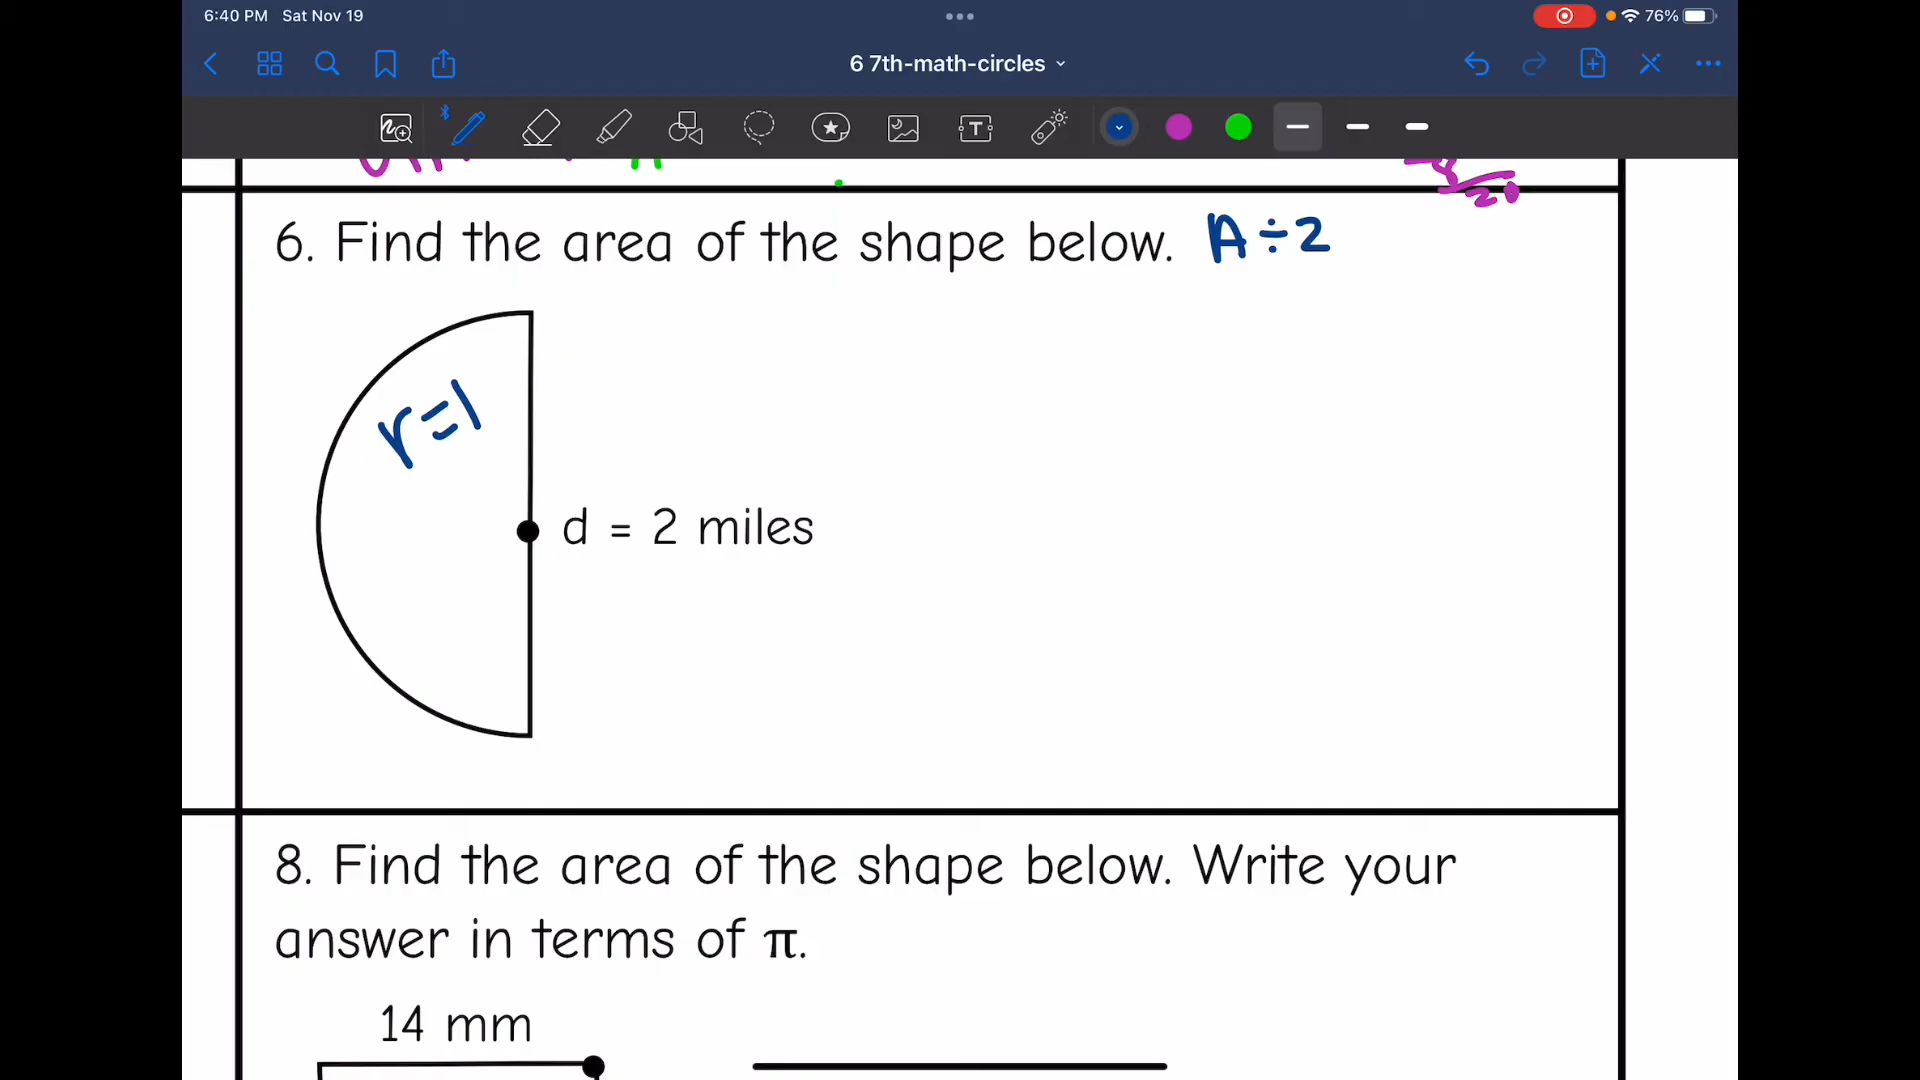 6:40 PM Sat Nov 19
76%
6 7th-math-circles
T
6. Find the area of the shape below. A ÷ 2
r=1
d = 2 miles
8. Find the area of the shape below. Write your
answer in terms of π.
14 mm